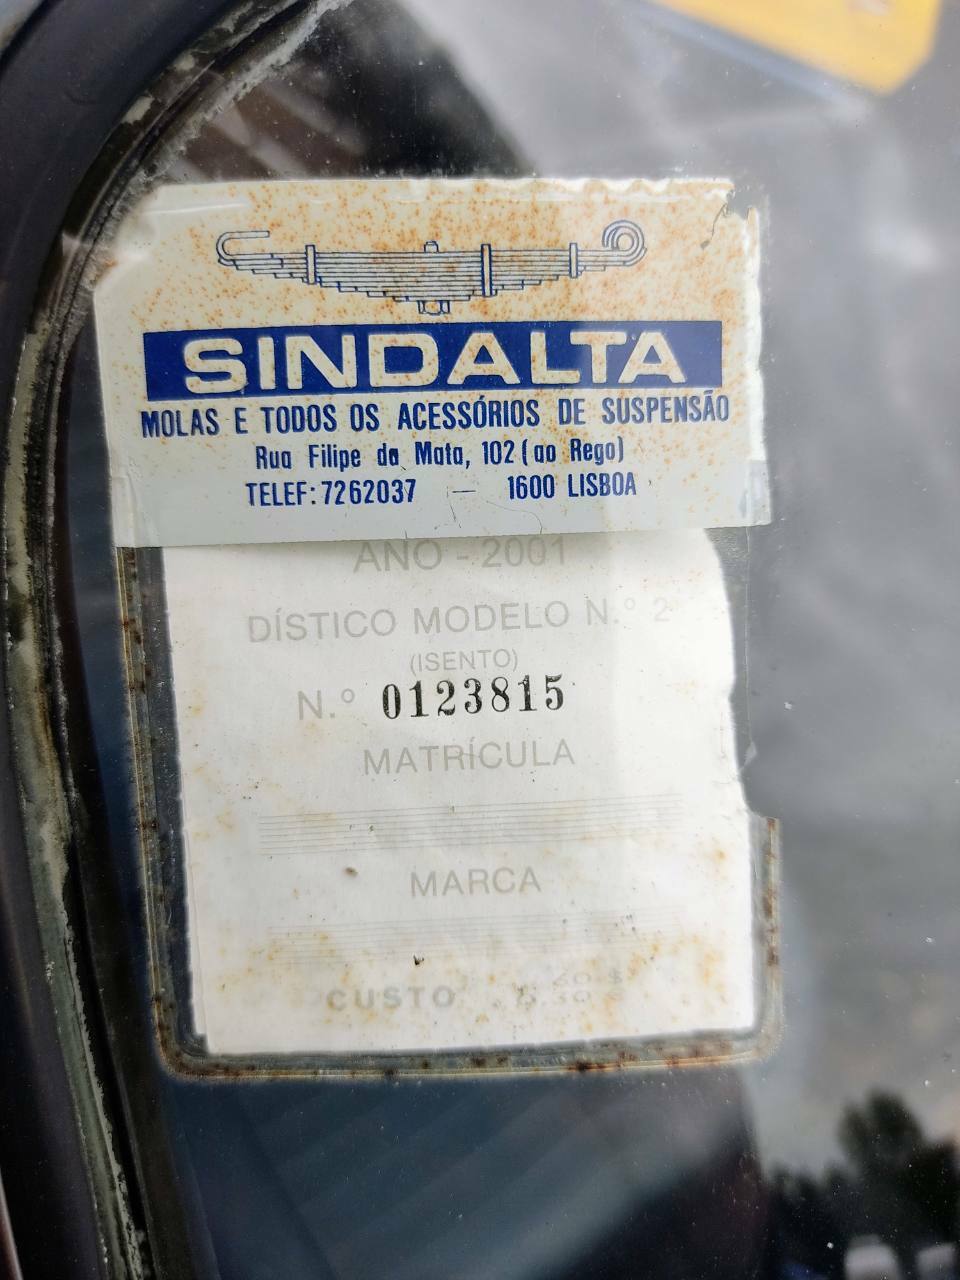 SINDALTA
MOLAS E TODOS OS ACESSÓRIOS DE SUSPENSÃO
Rua Filipe da Mata, 102 (ao Rego)
TELEF: 7262037 — 1600 LISBOA
ANO - 2001
DÍSTICO MODELO N.º 2
(ISENTO)
N.º 0123815
MATRÍCULA
MARCA
CUSTO